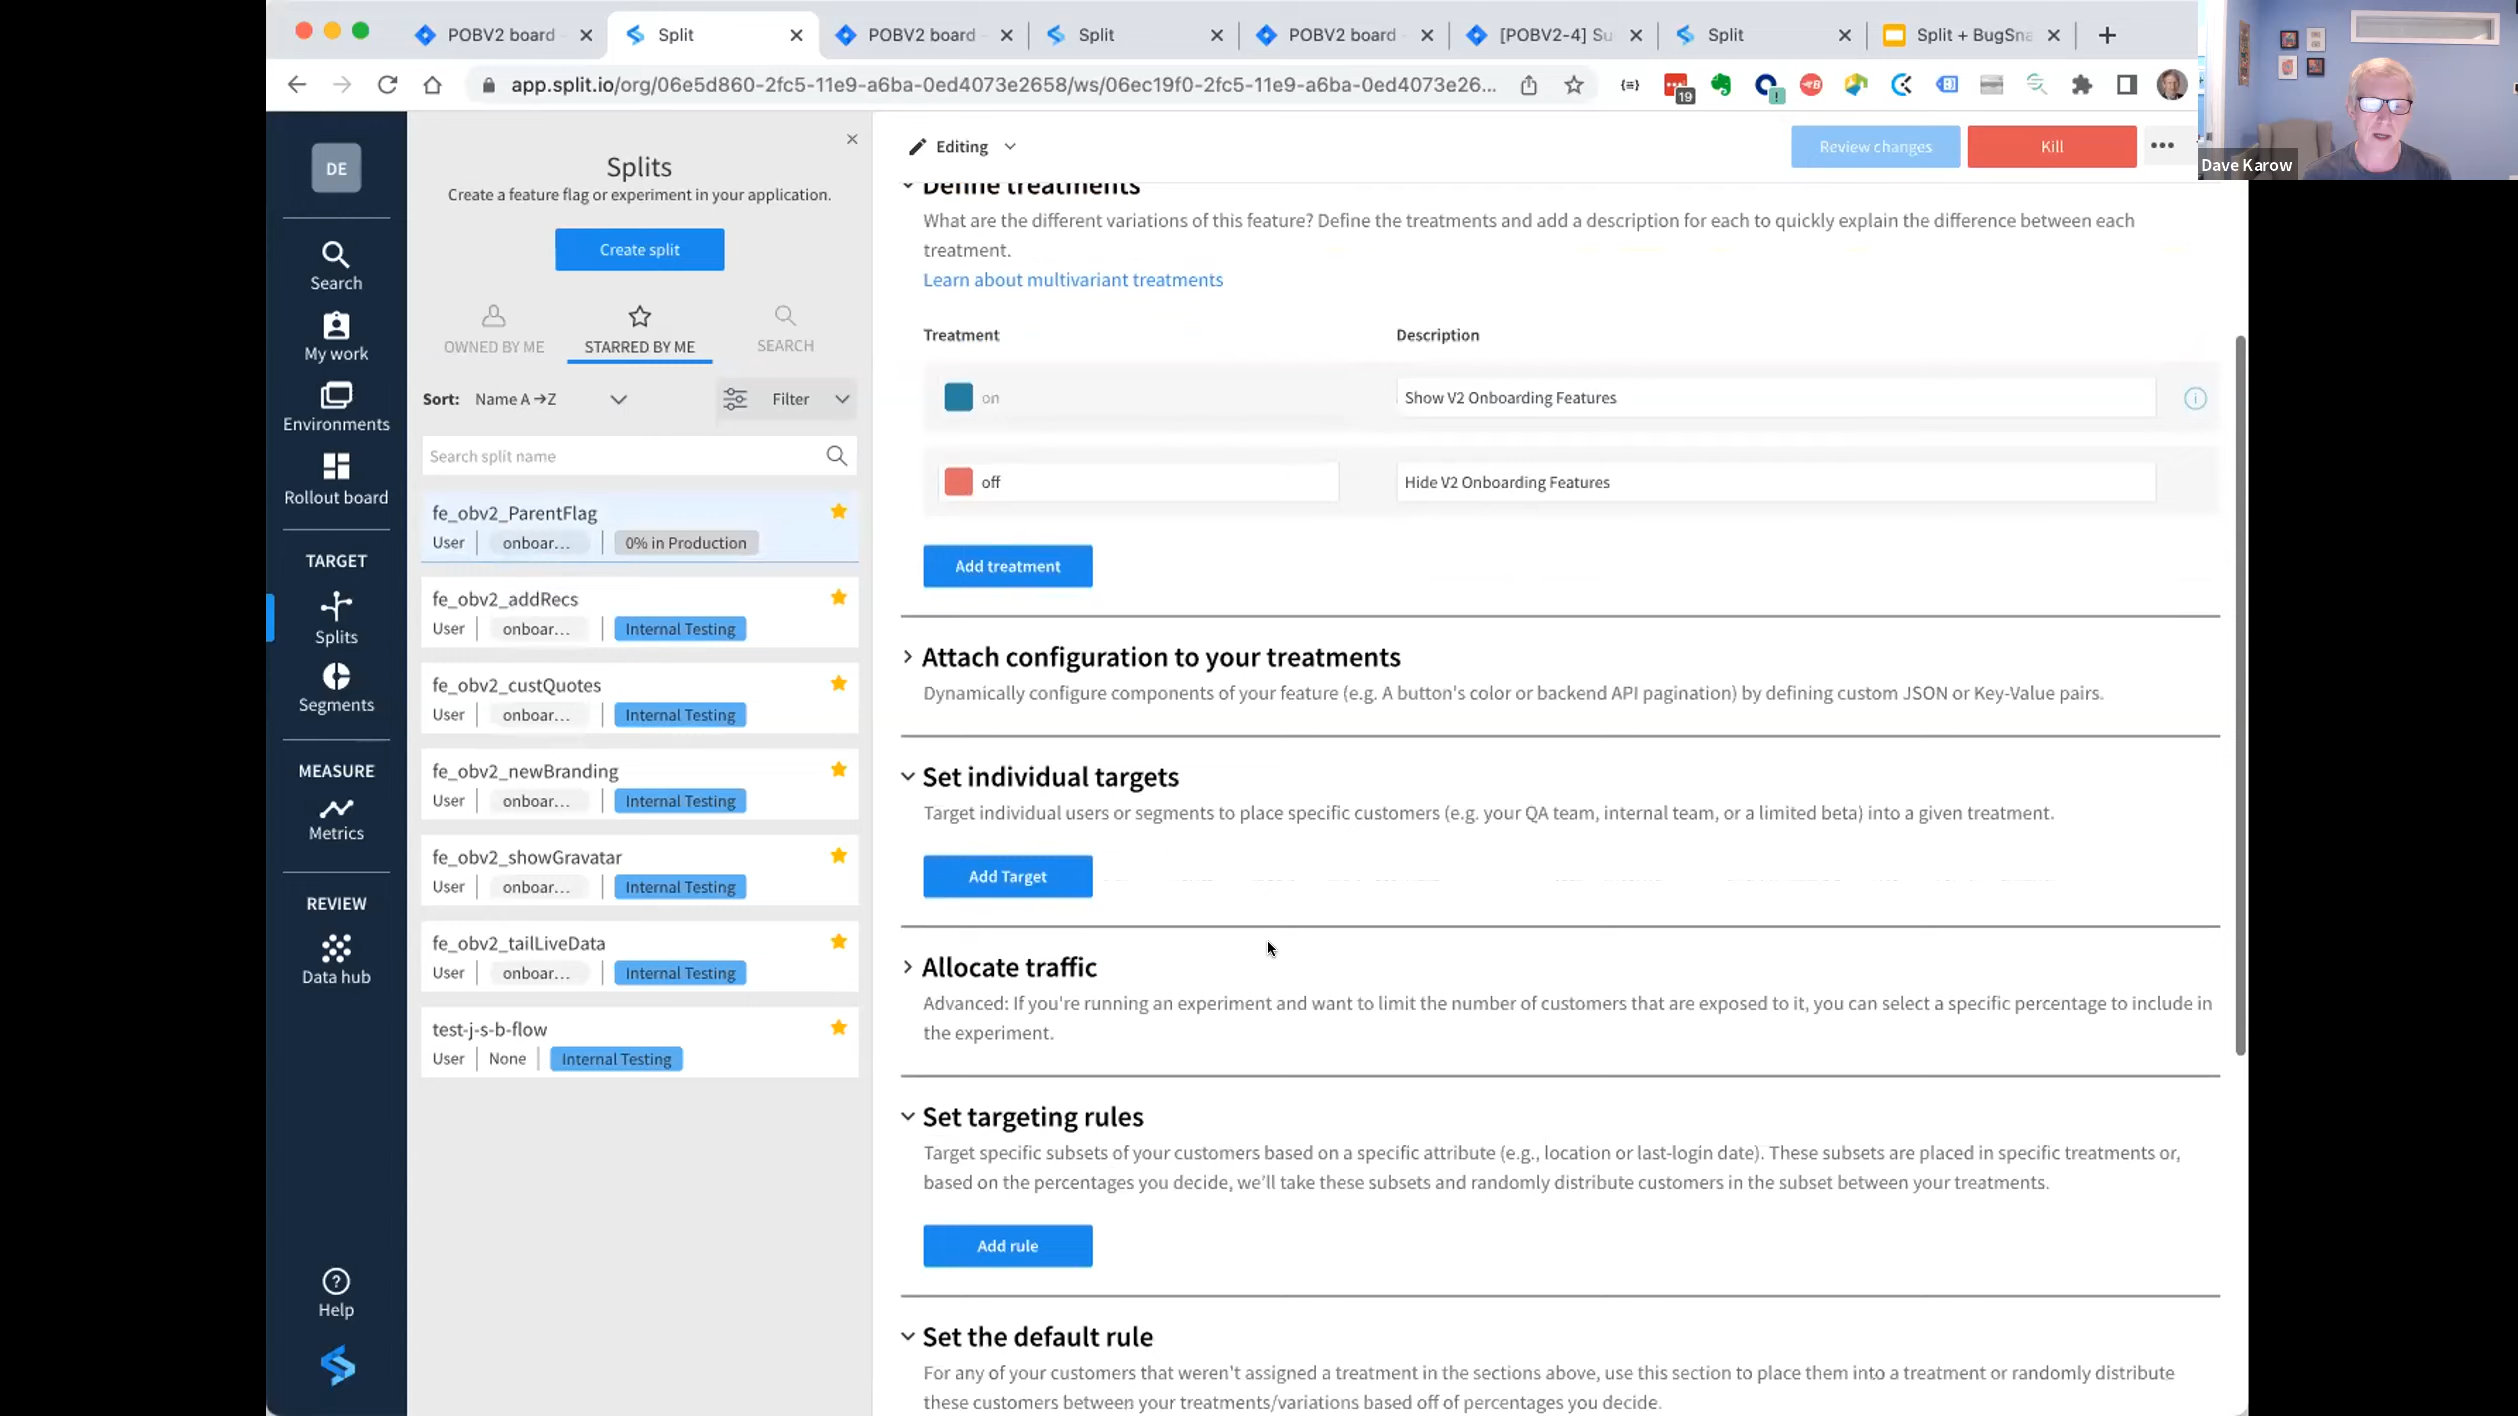 POBV2 board
Split
POBV2 board
Split
POBV2 board
[POBV2-4] Su
Split
Split + BugSna
app.split.io/org/06e5d860-2fc5-11e9-a6ba-0ed4073e2658/ws/06ec19f0-2fc5-11e9-a6ba-0ed4073e26...
19
Dave Karow
DE
Search
My work
Environments
Rollout board
TARGET
Splits
Segments
MEASURE
Metrics
REVIEW
Data hub
Help
Splits
Create a feature flag or experiment in your application.
Create split
OWNED BY ME
STARRED BY ME
SEARCH
Sort: Name A→Z
Filter
Search split name
fe_obv2_ParentFlag
User onboar... 0% in Production
fe_obv2_addRecs
User onboar... Internal Testing
fe_obv2_custQuotes
User onboar... Internal Testing
fe_obv2_newBranding
User onboar... Internal Testing
fe_obv2_showGravatar
User onboar... Internal Testing
fe_obv2_tailLiveData
User onboar... Internal Testing
test-j-s-b-flow
User None Internal Testing
Editing
Review changes
Kill
Define treatments
What are the different variations of this feature? Define the treatments and add a description for each to quickly explain the difference between each
treatment.
Learn about multivariant treatments
Treatment Description
on Show V2 Onboarding Features
off Hide V2 Onboarding Features
Add treatment
Attach configuration to your treatments
Dynamically configure components of your feature (e.g. A button's color or backend API pagination) by defining custom JSON or Key-Value pairs.
Set individual targets
Target individual users or segments to place specific customers (e.g. your QA team, internal team, or a limited beta) into a given treatment.
Add Target
Allocate traffic
Advanced: If you're running an experiment and want to limit the number of customers that are exposed to it, you can select a specific percentage to include in
the experiment.
Set targeting rules
Target specific subsets of your customers based on a specific attribute (e.g., location or last-login date). These subsets are placed in specific treatments or,
based on the percentages you decide, we'll take these subsets and randomly distribute customers in the subset between your treatments.
Add rule
Set the default rule
For any of your customers that weren't assigned a treatment in the sections above, use this section to place them into a treatment or randomly distribute
these customers between your treatments/variations based off of percentages you decide.